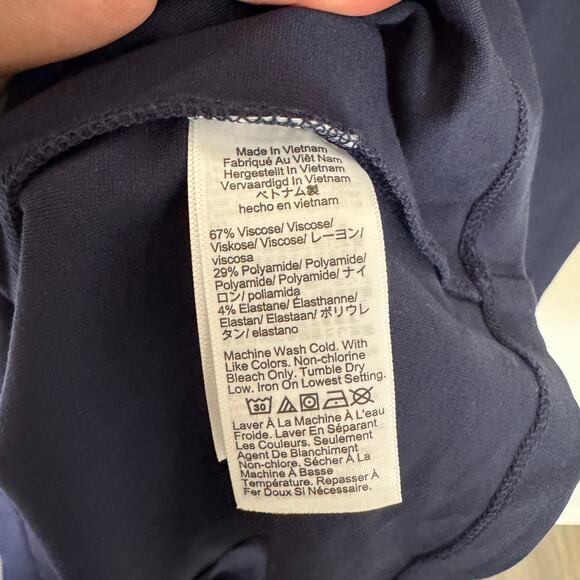 Made In Vietnam
Fabriqué Au Việt Nam
Hergestellt In Vietnam
Vervaardigd In Vietnam
ベトナム製
hecho en vietnam
67% Viscose/ Viscose/
Viskose/ Viscose/ レーヨン/
viscosa
29% Polyamide/ Polyamide/
Polyamide/ Polyamide/ ナイ
ロン/ poliamida
4% Elastane/ Élasthanne/
Elastan/ Elastaan/ ポリウレ
タン/ elastano
Machine Wash Cold. With
Like Colors. Non-chlorine
Bleach Only. Tumble Dry
Low. Iron On Lowest Setting.
30
Laver À La Machine À L'eau
Froide. Laver En Séparant
Les Couleurs. Seulement
Agent De Blanchiment
Non-chlore. Sécher À La
Machine À Basse
Température. Repasser À
Fer Doux Si Nécessaire.